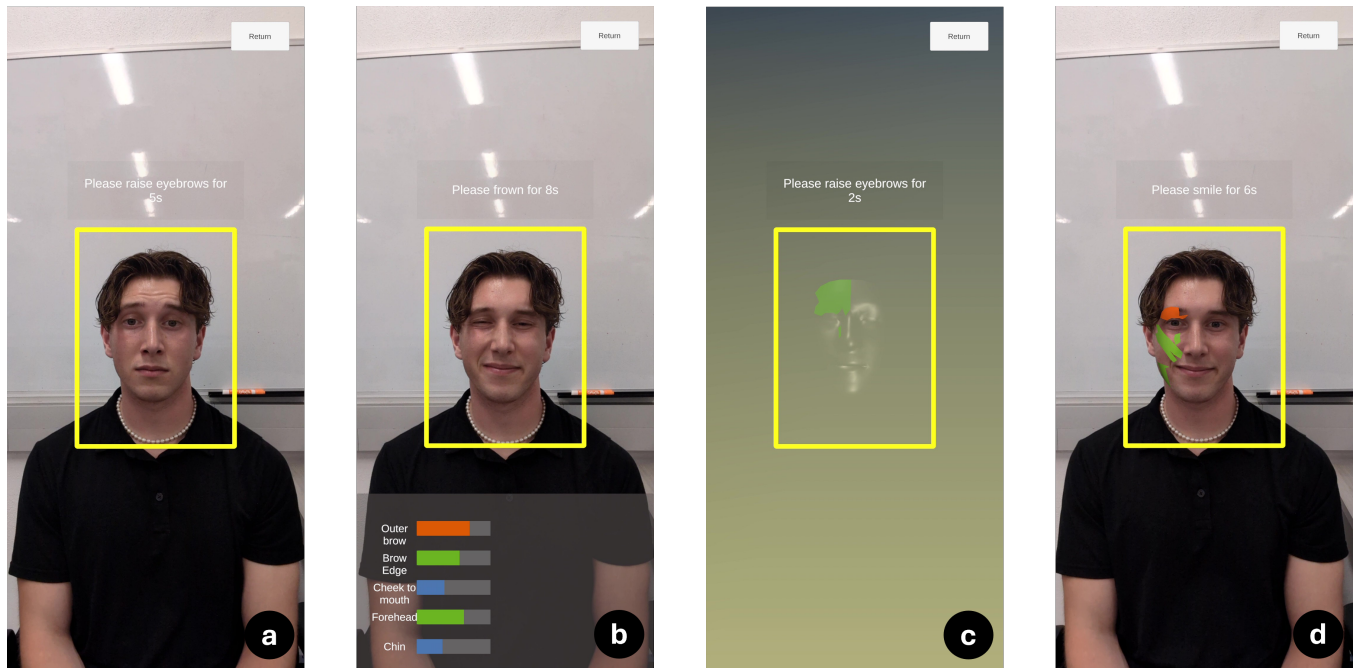 Return
Please raise eyebrows for
5s
a
Return
Please frown for 8s
Outer
brow
Brow
Edge
Cheek to
mouth
Forehead
Chin
b
Return
Please raise eyebrows for
2s
c
Return
Please smile for 6s
d